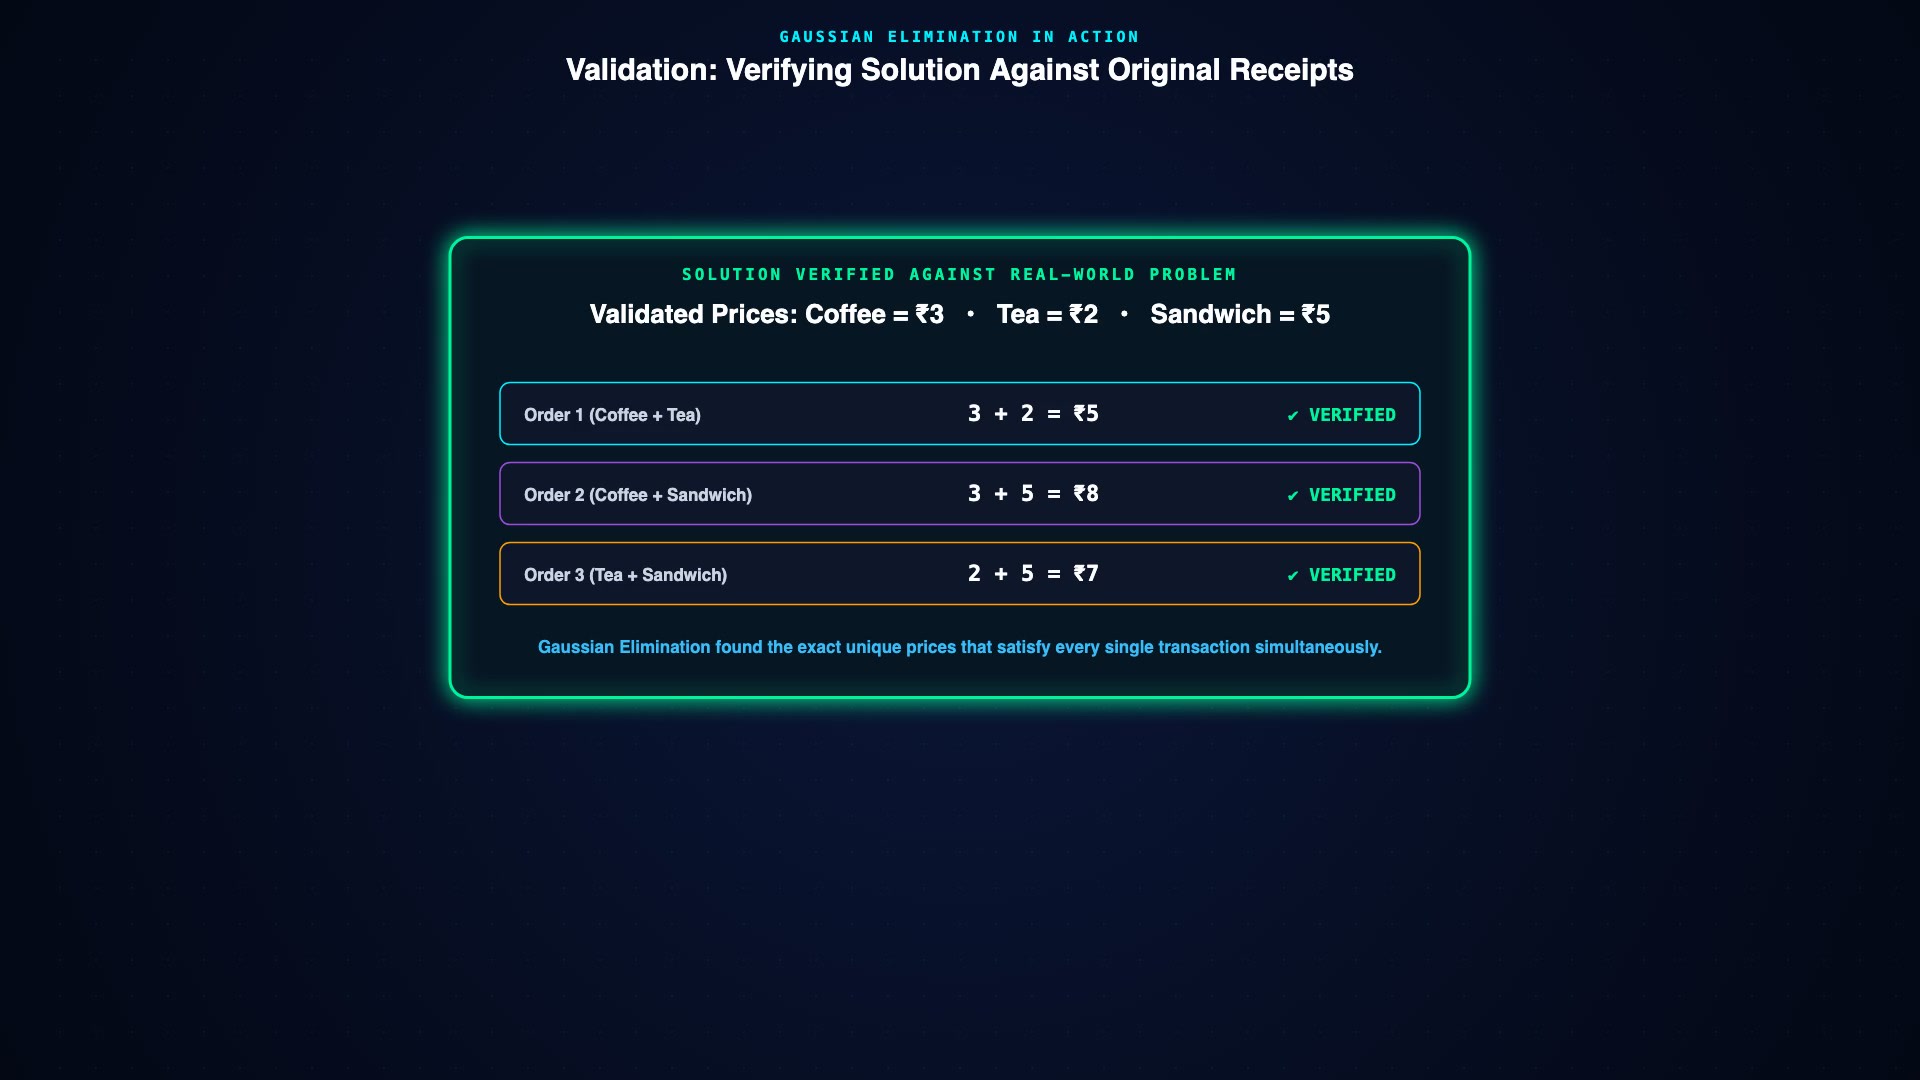 GAUSSIAN ELIMINATION IN ACTION
Validation: Verifying Solution Against Original Receipts
SOLUTION VERIFIED AGAINST REAL-WORLD PROBLEM
Validated Prices: Coffee = ₹3 • Tea = ₹2 • Sandwich = ₹5
Order 1 (Coffee + Tea) 3 + 2 = ₹5 ✔ VERIFIED
Order 2 (Coffee + Sandwich) 3 + 5 = ₹8 ✔ VERIFIED
Order 3 (Tea + Sandwich) 2 + 5 = ₹7 ✔ VERIFIED
Gaussian Elimination found the exact unique prices that satisfy every single transaction simultaneously.